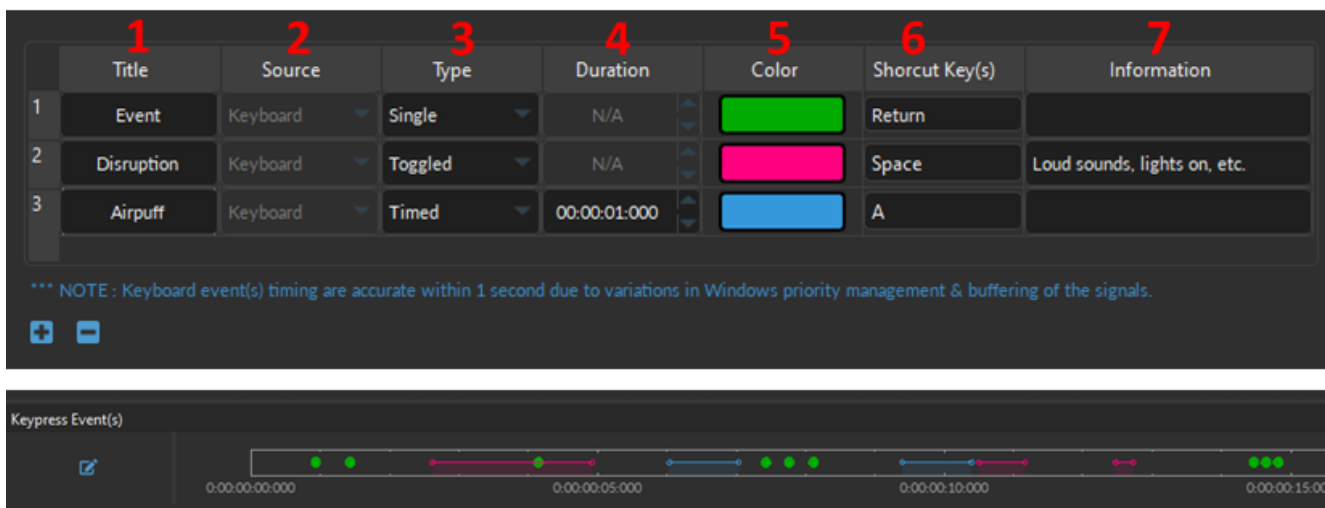 1 2 3 4 5 6 7
Title Source Type Duration Color Shorcut Key(s) Information
1 Event Keyboard Single N/A Return
2 Disruption Keyboard Toggled N/A Space Loud sounds, lights on, etc.
3 Airpuff Keyboard Timed 00:00:01:000 A
*** NOTE : Keyboard event(s) timing are accurate within 1 second due to variations in Windows priority management & buffering of the signals.
Keypress Event(s)
0:00:00:00:000 0:00:00:05:000 0:00:00:10:000 0:00:00:15:00